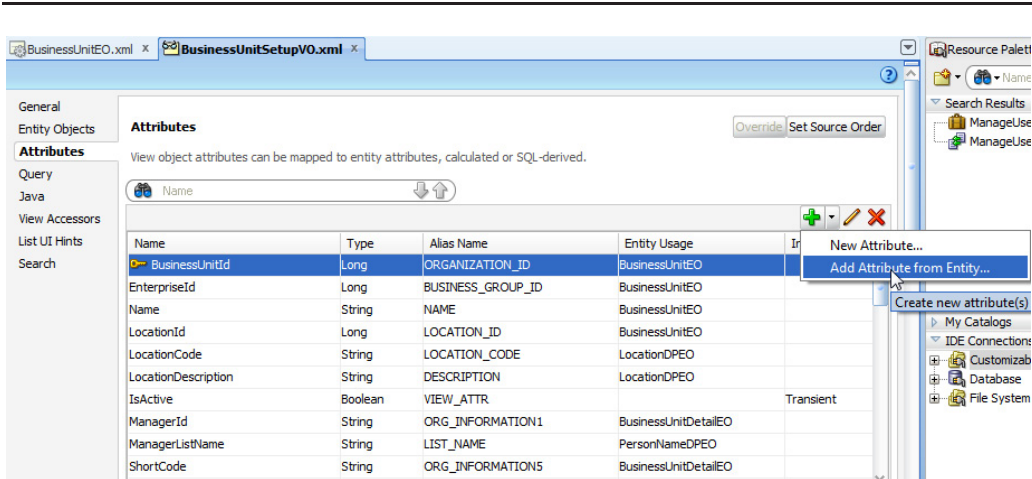 BusinessUnitEO.xml x BusinessUnitSetupVO.xml x
Resource Palett
Name
General
Entity Objects
Attributes
Query
Java
View Accessors
List UI Hints
Search
Attributes Override Set Source Order
View object attributes can be mapped to entity attributes, calculated or SQL-derived.
Name
Name Type Alias Name Entity Usage In
BusinessUnitId Long ORGANIZATION_ID BusinessUnitEO
EnterpriseId Long BUSINESS_GROUP_ID BusinessUnitEO
Name String NAME BusinessUnitEO
LocationId Long LOCATION_ID BusinessUnitEO
LocationCode String LOCATION_CODE LocationDPEO
LocationDescription String DESCRIPTION LocationDPEO
IsActive Boolean VIEW_ATTR Transient
ManagerId String ORG_INFORMATION1 BusinessUnitDetailEO
ManagerListName String LIST_NAME PersonNameDPEO
ShortCode String ORG_INFORMATION5 BusinessUnitDetailEO
New Attribute...
Add Attribute from Entity...
Create new attribute(s)
Search Results
ManageUse
ManageUse
My Catalogs
IDE Connections
Customizab
Database
File System